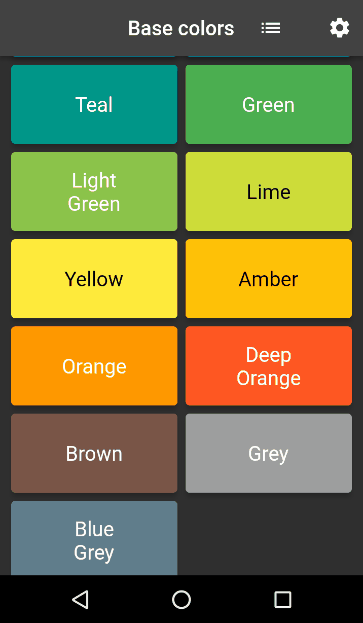 Base colors
Teal
Green
Light
Green
Lime
Yellow
Amber
Orange
Deep
Orange
Brown
Grey
Blue
Grey